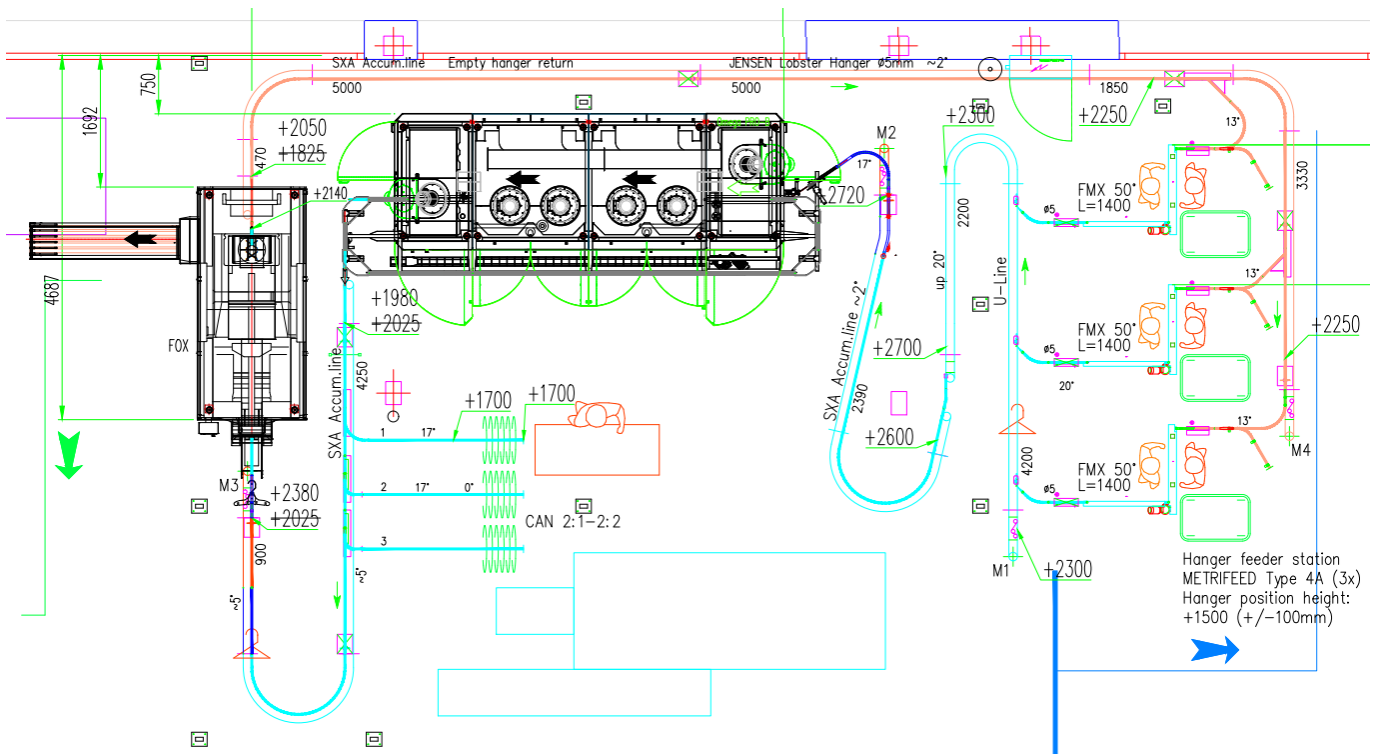 SXA Accum.line
Empty hanger return
JENSEN Lobster Hanger ø5mm ~2°
5000
5000
1850
750
1692
4687
+2050
+1825
470
+2140
M2
17°
+2720
+2300
+2250
13°
3330
FMX 50°
L=1400
ø5
2200
up 20°
U-Line
+1980
+2025
FOX
SXA Accum.line
4250
SXA Accum.line ~2°
2390
+2700
+2600
13°
FMX 50°
L=1400
ø5
20°
+2250
+1700
+1700
1
17°
2
17°
0°
3
CAN 2:1-2:2
M3
+2380
+2025
900
~5°
~5°
4200
13°
M4
FMX 50°
L=1400
ø5
M1
+2300
Hanger feeder station
METRIFEED Type 4A (3x)
Hanger position height:
+1500 (+/-100mm)